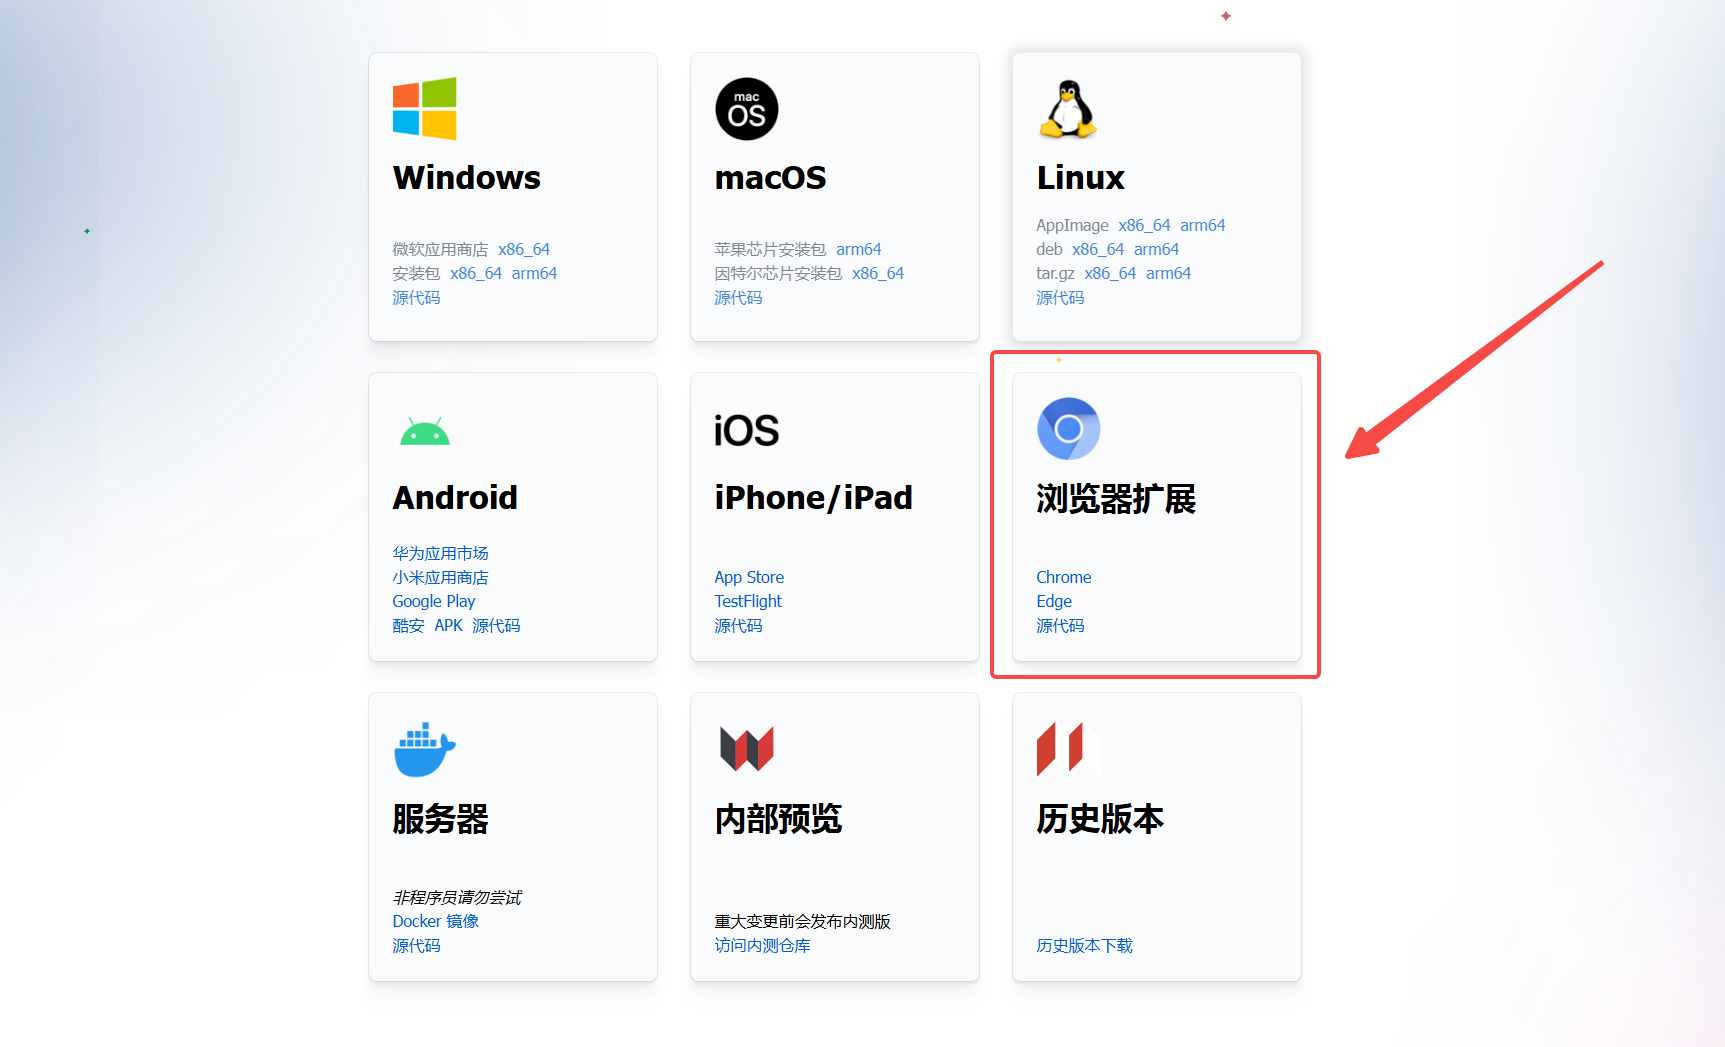 mac
OS
Windows
macOS
Linux
微软应用商店 x86_64
安装包 x86_64 arm64
源代码
苹果芯片安装包 arm64
因特尔芯片安装包 x86_64
源代码
AppImage x86_64 arm64
deb x86_64 arm64
tar.gz x86_64 arm64
源代码
iOS
Android
iPhone/iPad
浏览器扩展
华为应用市场
小米应用商店
Google Play
酷安 APK 源代码
App Store
TestFlight
源代码
Chrome
Edge
源代码
服务器
内部预览
历史版本
非程序员请勿尝试
Docker 镜像
源代码
重大变更前会发布内测版
访问内测仓库
历史版本下载